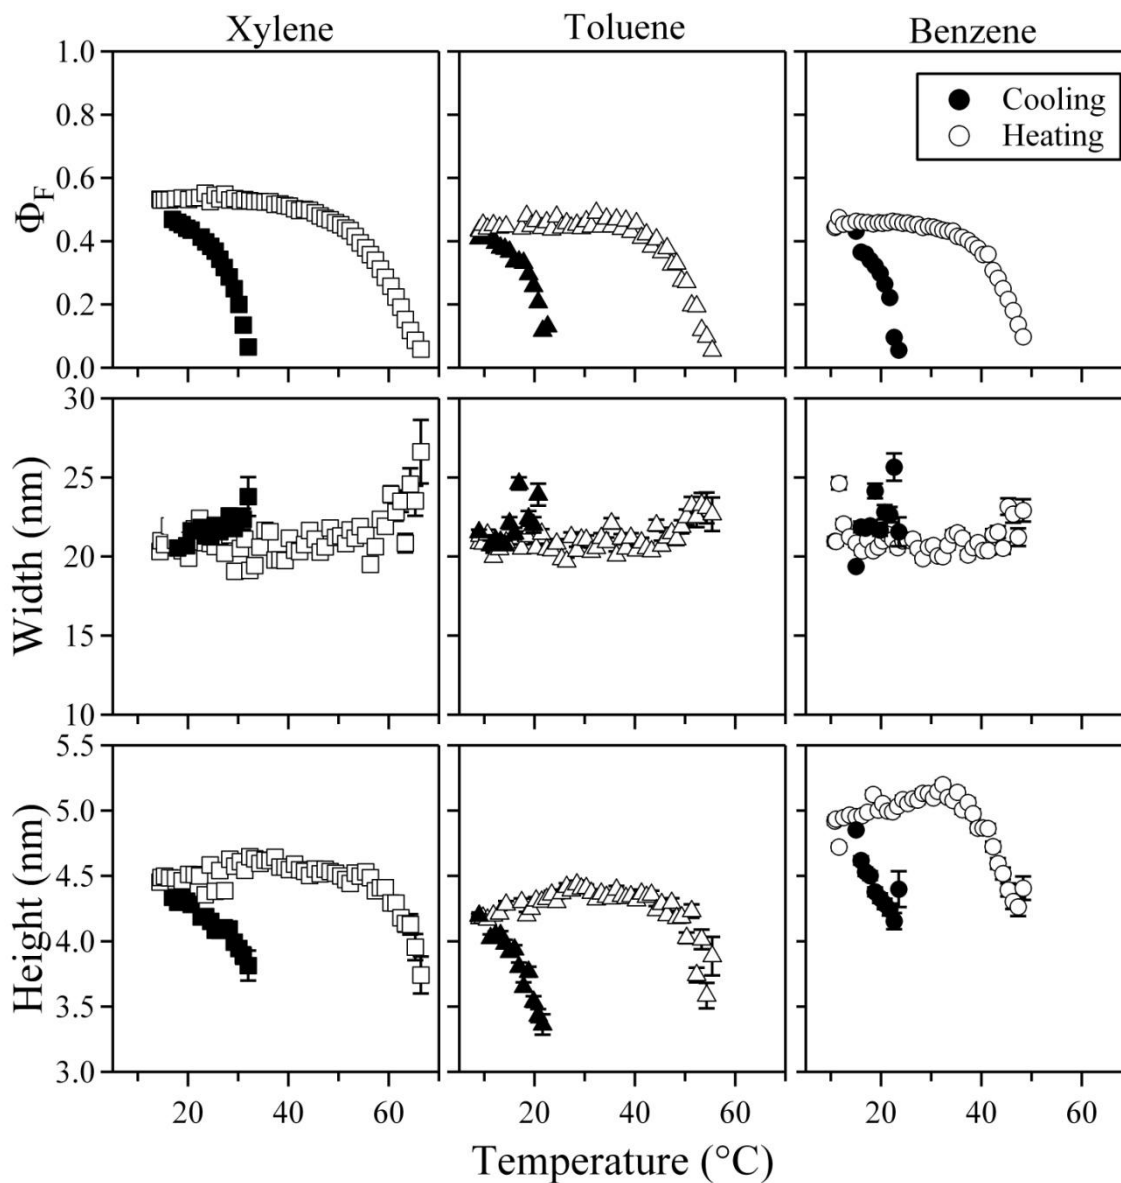 Xylene Toluene Benzene
1.0
0.8
0.6
0.4
0.2
0.0
Φ_F
Cooling
Heating
30
25
20
15
10
Width (nm)
5.5
5.0
4.5
4.0
3.5
3.0
Height (nm)
20 40 60 20 40 60 20 40 60
Temperature (°C)